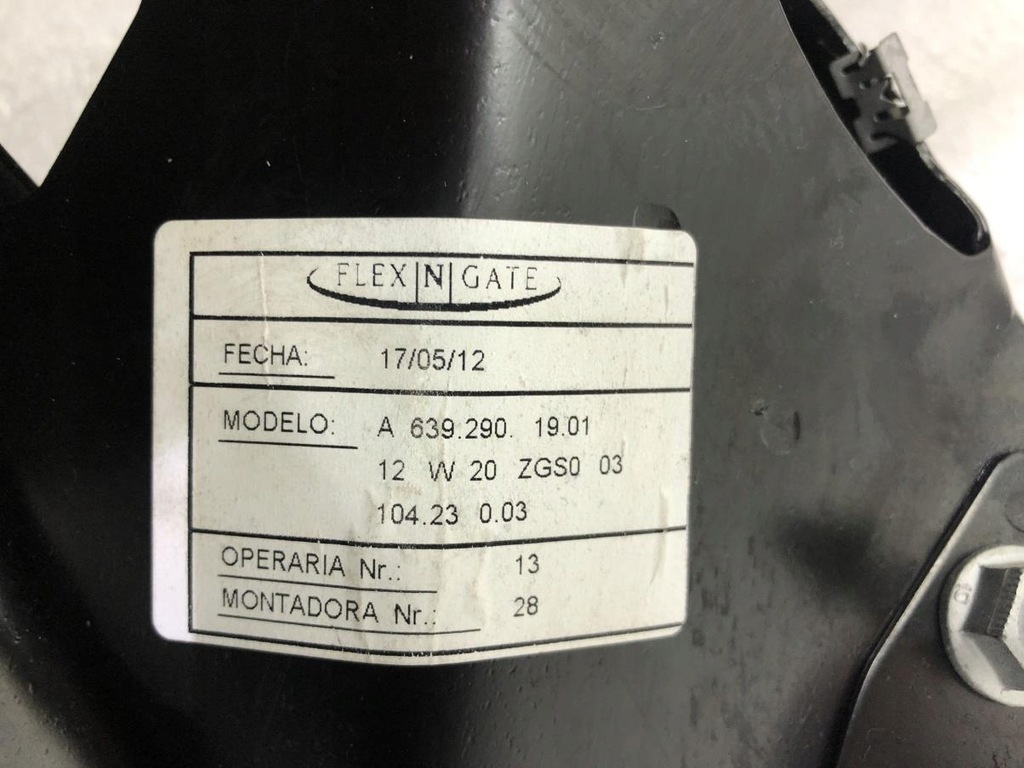 FLEX|N|GATE
FECHA: 17/05/12
MODELO: A 639.290. 19.01
12 W 20 ZGS0 03
104.23 0.03
OPERARIA Nr.: 13
MONTADORA Nr.: 28